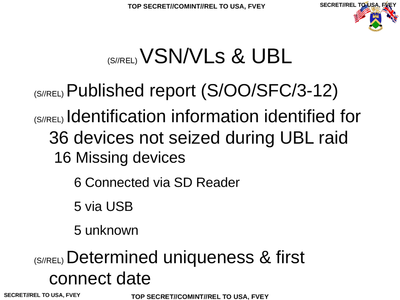 TOP SECRET//COMINT//REL TO USA, FVEY
SECRET//REL TO USA, FVEY
(S//REL) VSN/VLs & UBL
(S//REL) Published report (S/OO/SFC/3-12)
(S//REL) Identification information identified for
36 devices not seized during UBL raid
16 Missing devices
6 Connected via SD Reader
5 via USB
5 unknown
(S//REL) Determined uniqueness & first
connect date
SECRET//REL TO USA, FVEY
TOP SECRET//COMINT//REL TO USA, FVEY